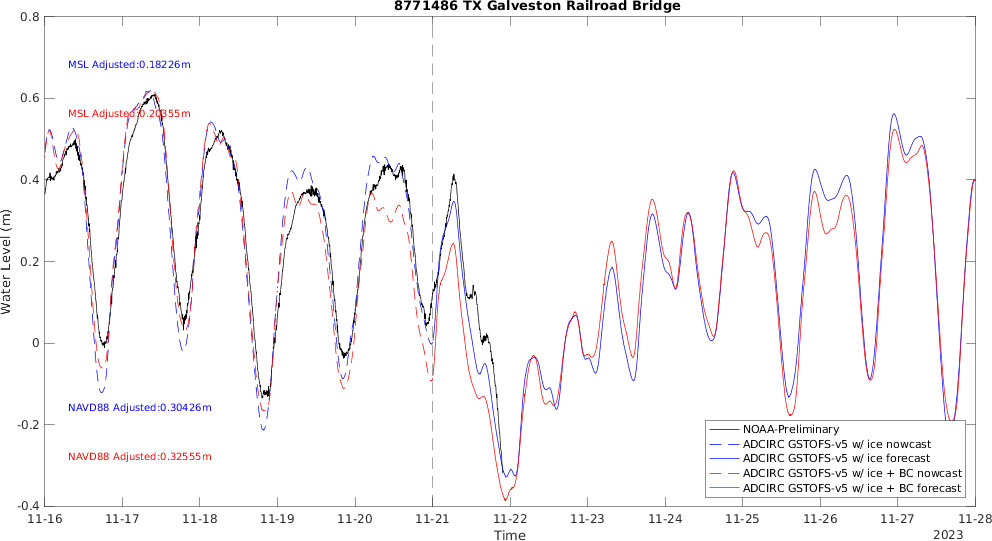 8771486 TX Galveston Railroad Bridge
0.8
0.6
0.4
0.2
0
-0.2
-0.4
Water Level (m)
MSL Adjusted:0.18226m
MSL Adjusted:0.20355m
NAVD88 Adjusted:0.30426m
NAVD88 Adjusted:0.32555m
NOAA-Preliminary
ADCIRC GSTOFS-v5 w/ ice nowcast
ADCIRC GSTOFS-v5 w/ ice forecast
ADCIRC GSTOFS-v5 w/ ice + BC nowcast
ADCIRC GSTOFS-v5 w/ ice + BC forecast
11-16 11-17 11-18 11-19 11-20 11-21 11-22 11-23 11-24 11-25 11-26 11-27 11-28
Time
2023